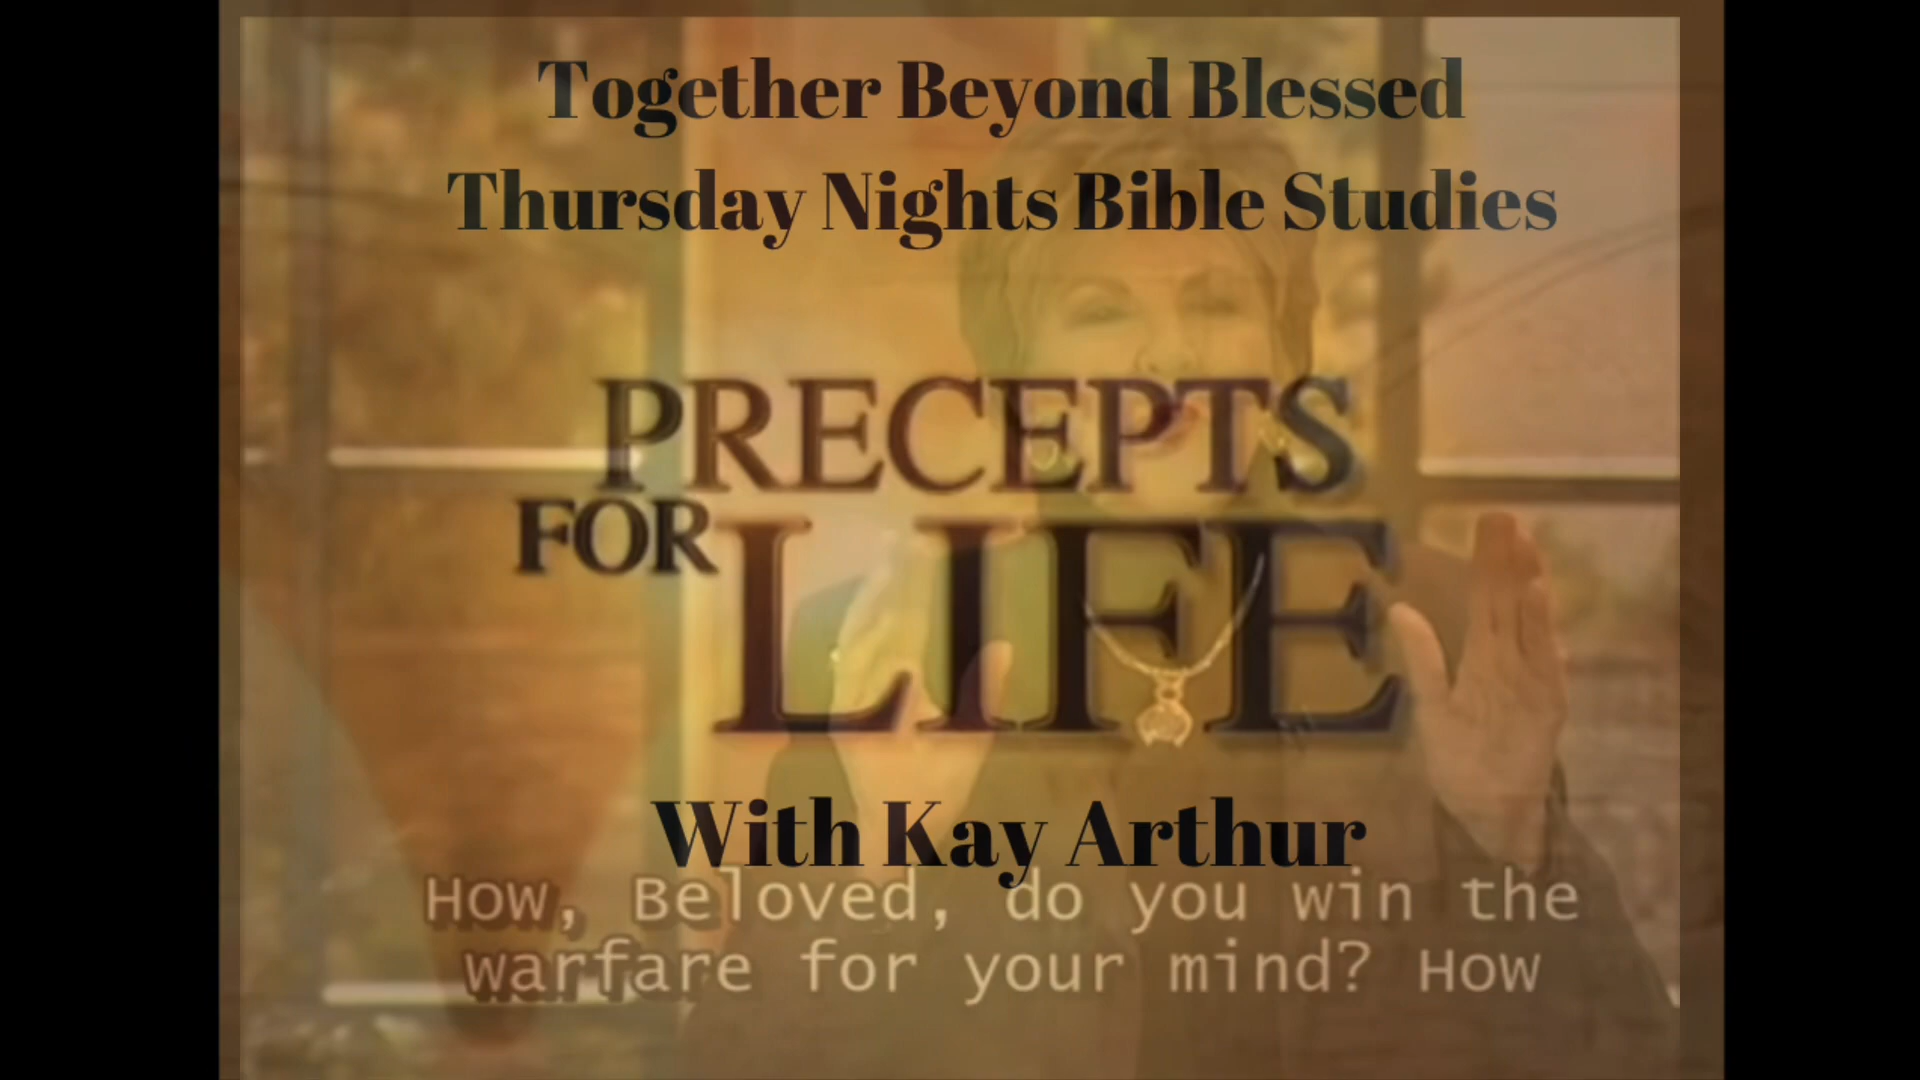 Together Beyond Blessed
Thursday Nights Bible Studies
PRECEPTS
FOR LIFE
With Kay Arthur
How, Beloved, do you win the
warfare for your mind? How